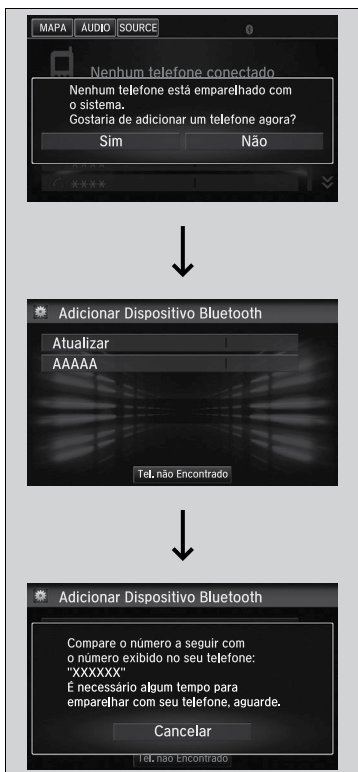 MAPA ÁUDIO SOURCE
0
Nenhum telefone conectado
Nenhum telefone está emparelhado com
o sistema.
Gostaria de adicionar um telefone agora?
Sim Não
****
Adicionar Dispositivo Bluetooth
Atualizar
AAAAA
Tel. não Encontrado
Adicionar Dispositivo Bluetooth
Compare o número a seguir com
o número exibido no seu telefone:
"XXXXXX"
É necessário algum tempo para
emparelhar com seu telefone, aguarde.
Cancelar
Tel. não Encontrado